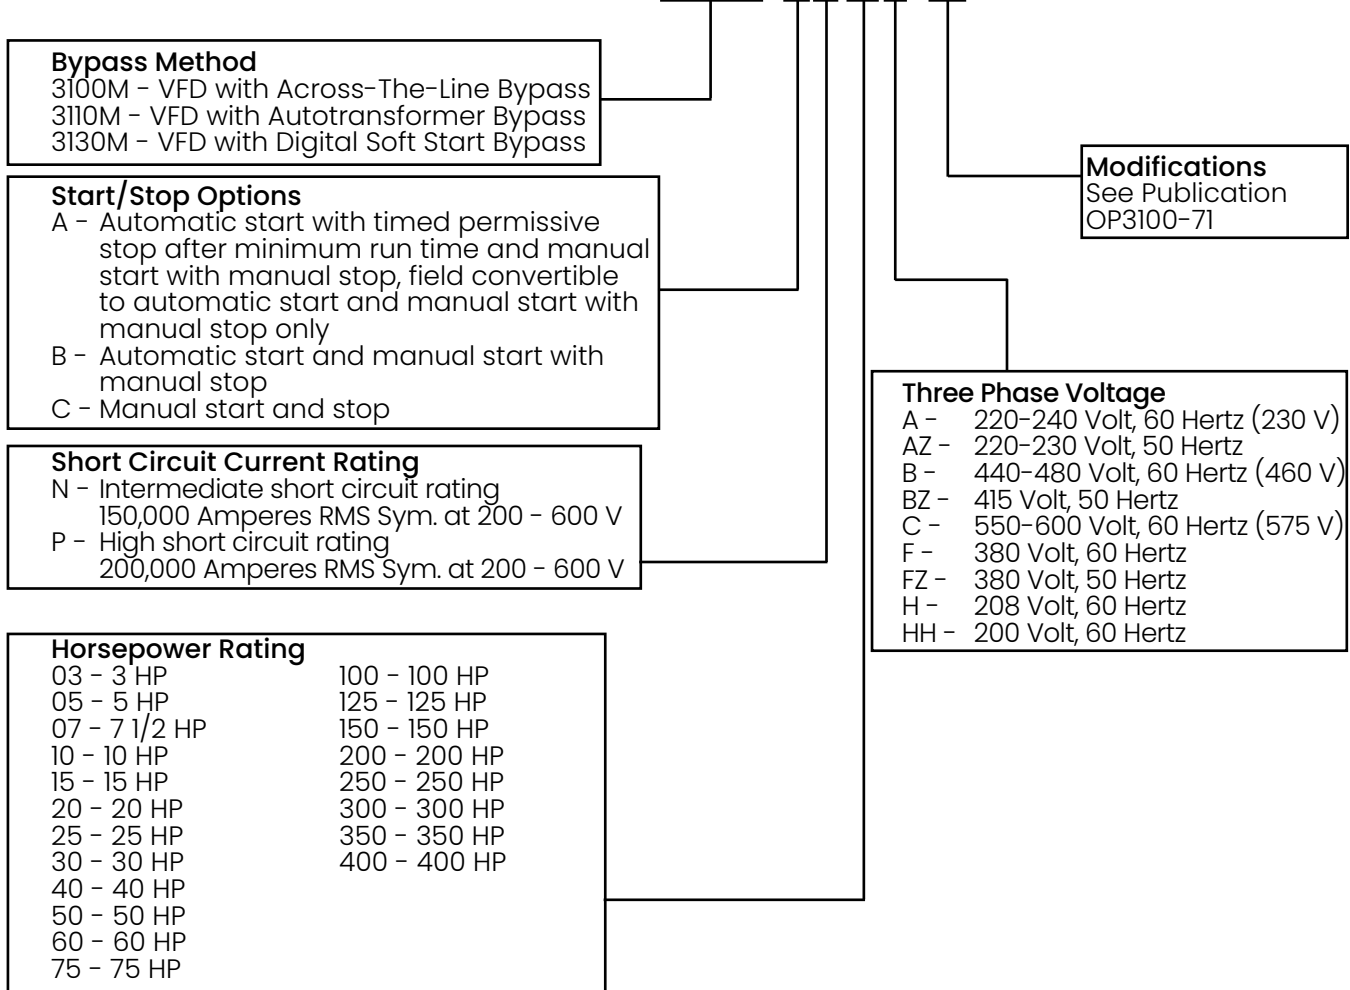 Bypass Method
3100M - VFD with Across-The-Line Bypass
3110M - VFD with Autotransformer Bypass
3130M - VFD with Digital Soft Start Bypass
Start/Stop Options
A - Automatic start with timed permissive
stop after minimum run time and manual
start with manual stop, field convertible
to automatic start and manual start with
manual stop only
B - Automatic start and manual start with
manual stop
C - Manual start and stop
Short Circuit Current Rating
N - Intermediate short circuit rating
150,000 Amperes RMS Sym. at 200 - 600 V
P - High short circuit rating
200,000 Amperes RMS Sym. at 200 - 600 V
Horsepower Rating
03 - 3 HP
05 - 5 HP
07 - 7 1/2 HP
10 - 10 HP
15 - 15 HP
20 - 20 HP
25 - 25 HP
30 - 30 HP
40 - 40 HP
50 - 50 HP
60 - 60 HP
75 - 75 HP
100 - 100 HP
125 - 125 HP
150 - 150 HP
200 - 200 HP
250 - 250 HP
300 - 300 HP
350 - 350 HP
400 - 400 HP
Modifications
See Publication
OP3100-71
Three Phase Voltage
A - 220-240 Volt, 60 Hertz (230 V)
AZ - 220-230 Volt, 50 Hertz
B - 440-480 Volt, 60 Hertz (460 V)
BZ - 415 Volt, 50 Hertz
C - 550-600 Volt, 60 Hertz (575 V)
F - 380 Volt, 60 Hertz
FZ - 380 Volt, 50 Hertz
H - 208 Volt, 60 Hertz
HH - 200 Volt, 60 Hertz